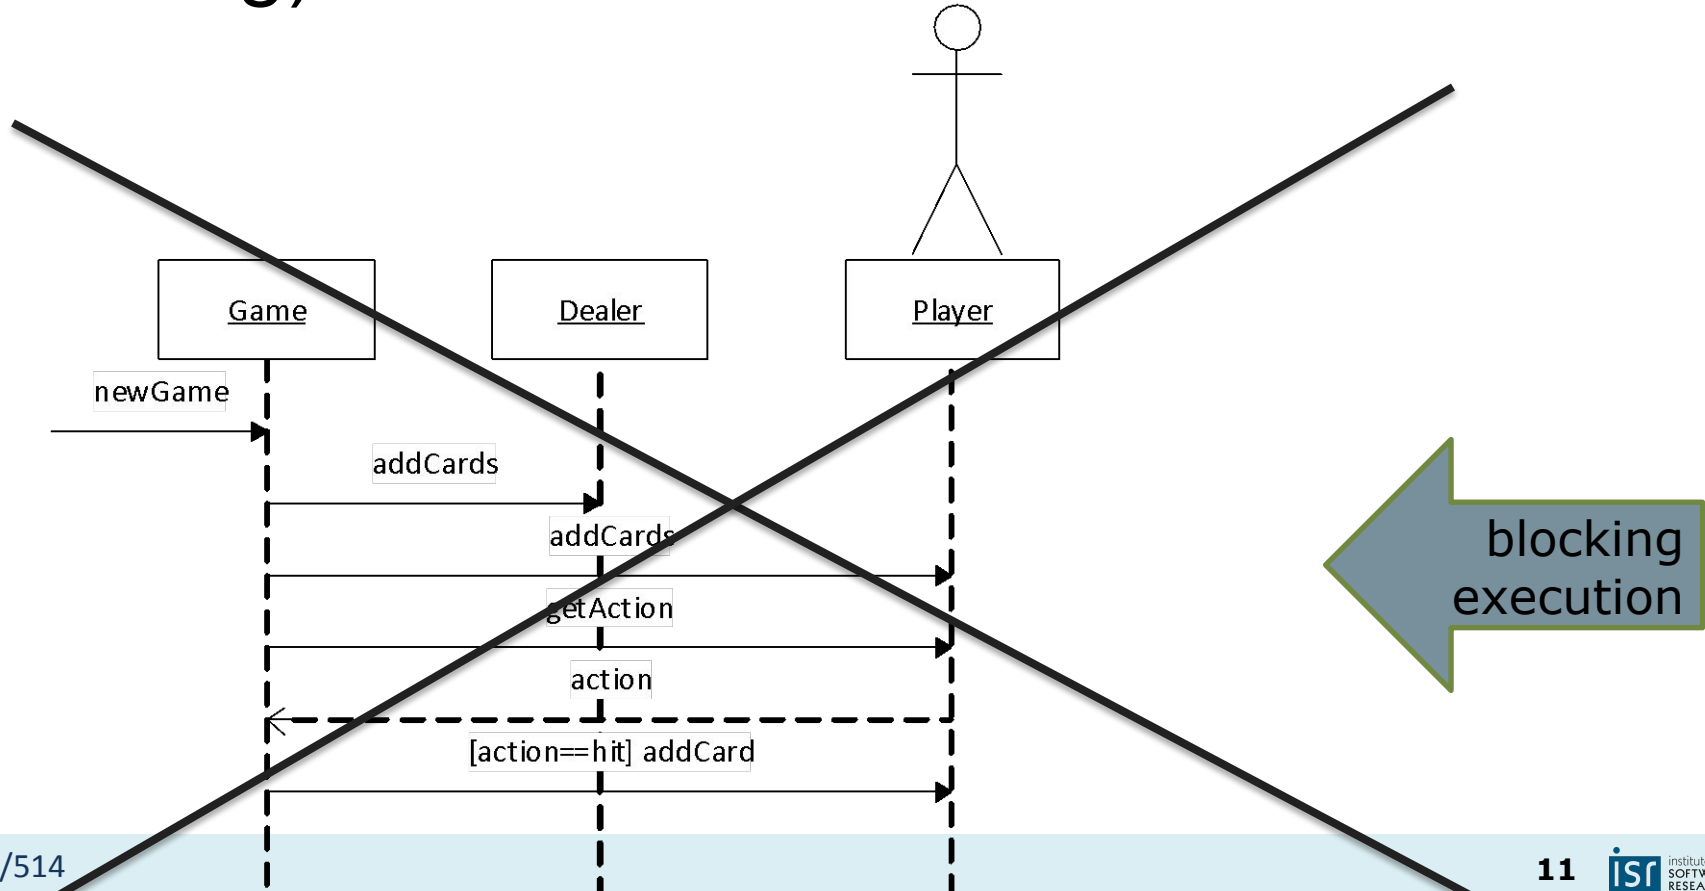 Game
Dealer
Player
newGame
addCards
addCards
getAction
action
[action==hit] addCard
blocking
execution
/514
11
isr